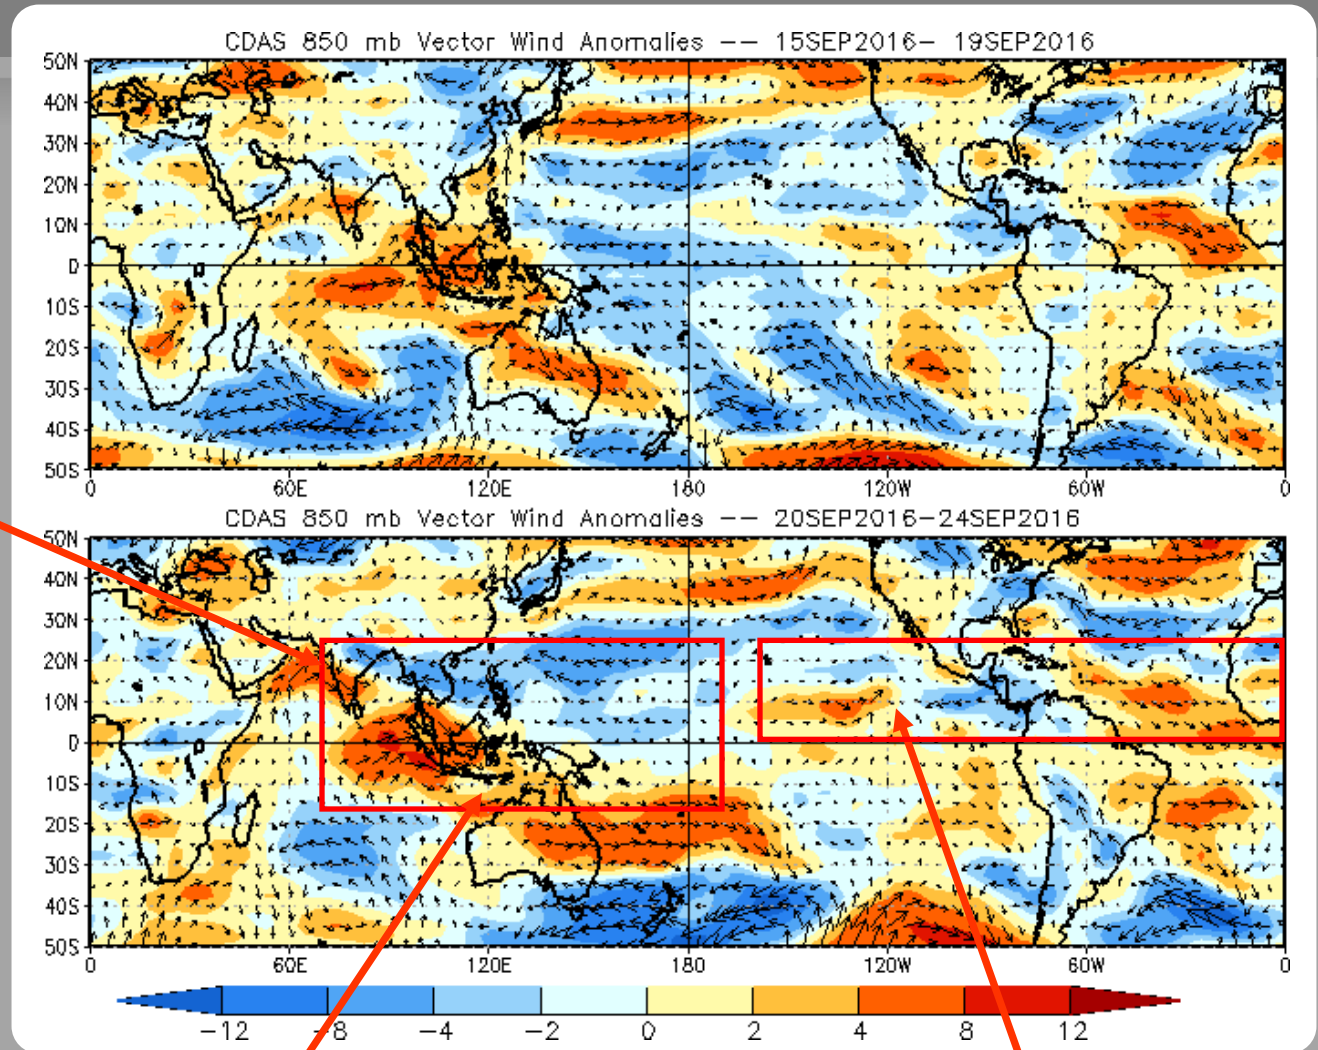 CDAS 850 mb Vector Wind Anomalies -- 15SEP2016- 19SEP2016
50N
40N
30N
20N
10N
0
10S
20S
30S
40S
50S
0 60E 120E 180 120W 60W 0
CDAS 850 mb Vector Wind Anomalies -- 20SEP2016-24SEP2016
50N
40N
30N
20N
10N
0
10S
20S
30S
40S
50S
0 60E 120E 180 120W 60W 0
-12 -8 -4 -2 0 2 4 8 12